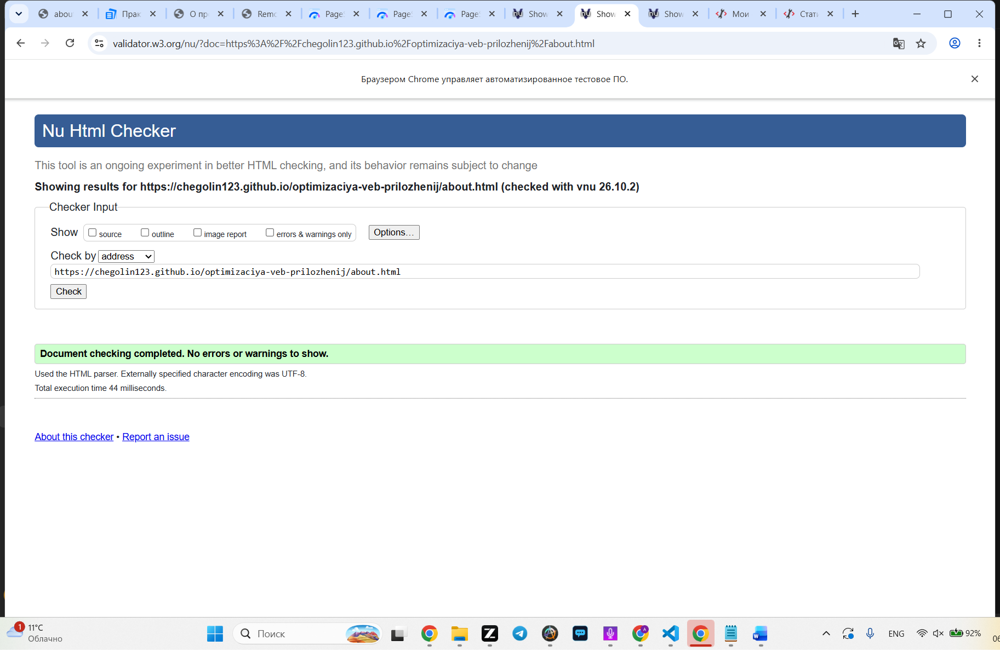 abou
Прак
О пр
Remo
Page
Page
Page
Show
Show
Show
Мои
Стати
validator.w3.org/nu/?doc=https%3A%2F%2Fchegolin123.github.io%2Foptimizaciya-veb-prilozhenij%2Fabout.html
Браузером Chrome управляет автоматизированное тестовое ПО.
Nu Html Checker
This tool is an ongoing experiment in better HTML checking, and its behavior remains subject to change
Showing results for https://chegolin123.github.io/optimizaciya-veb-prilozhenij/about.html (checked with vnu 26.10.2)
Checker Input
Show source outline image report errors & warnings only Options…
Check by address
https://chegolin123.github.io/optimizaciya-veb-prilozhenij/about.html
Check
Document checking completed. No errors or warnings to show.
Used the HTML parser. Externally specified character encoding was UTF-8.
Total execution time 44 milliseconds.
About this checker • Report an issue
1
11°C
Облачно
Поиск
ENG
92%
06